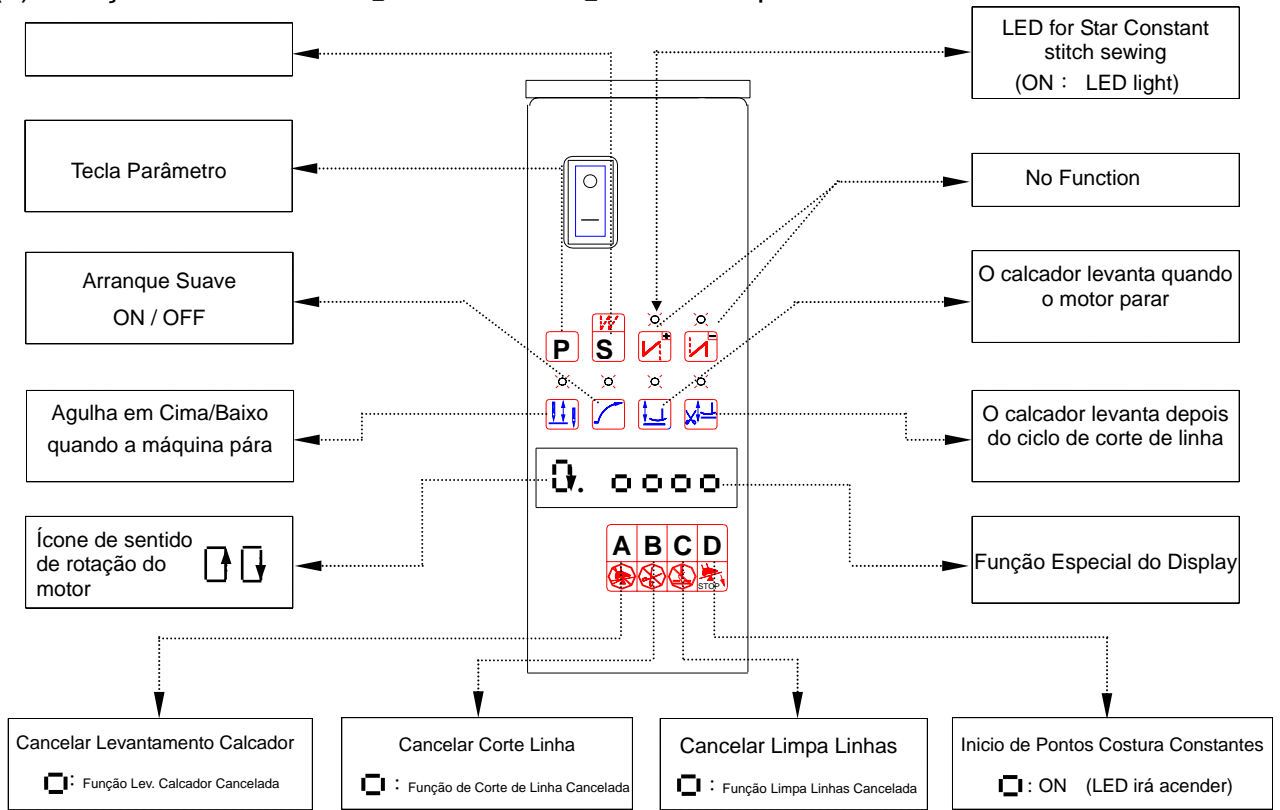 LED for Star Constant
stitch sewing
(ON : LED light)
Tecla Parâmetro
No Function
Arranque Suave
ON / OFF
O calcador levanta quando
o motor parar
P
S
Agulha em Cima/Baixo
quando a máquina pára
O calcador levanta depois
do ciclo de corte de linha
Ícone de sentido
de rotação do
motor
A B C D
STOP
Função Especial do Display
Cancelar Levantamento Calcador
: Função Lev. Calcador Cancelada
Cancelar Corte Linha
: Função de Corte de Linha Cancelada
Cancelar Limpa Linhas
: Função Limpa Linhas Cancelada
Inicio de Pontos Costura Constantes
: ON (LED irá acender)